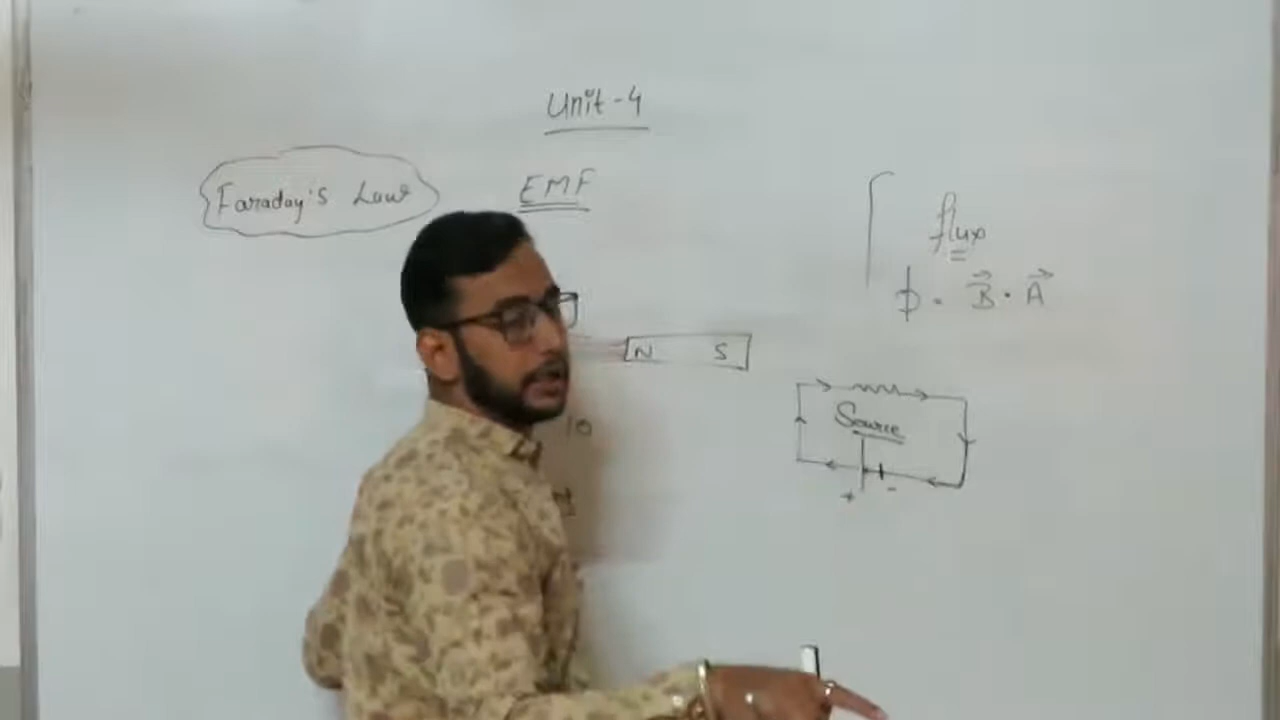 Unit-4
Faraday's Law
EMF
flux
ϕ = B⃗ · A⃗
N S
Source
+ -